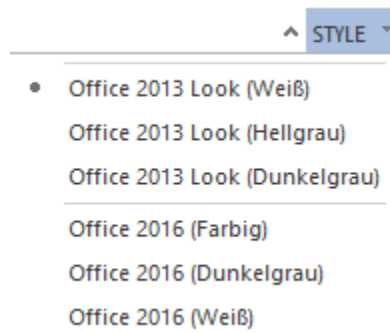 STYLE
Office 2013 Look (Weiß)
Office 2013 Look (Hellgrau)
Office 2013 Look (Dunkelgrau)
Office 2016 (Farbig)
Office 2016 (Dunkelgrau)
Office 2016 (Weiß)